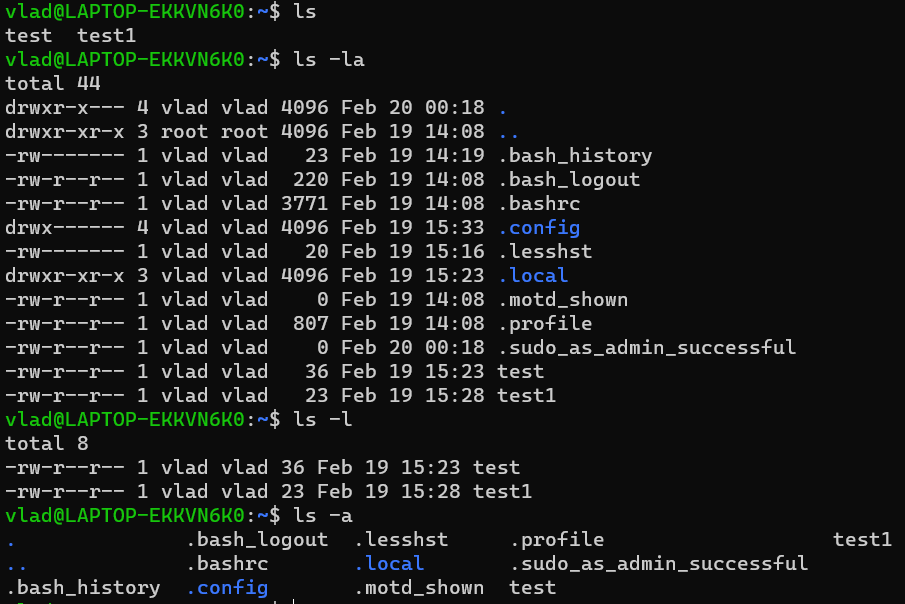 vlad@LAPTOP-EKKVN6K0:~$ ls
test  test1
vlad@LAPTOP-EKKVN6K0:~$ ls -la
total 44
drwxr-x--- 4 vlad vlad 4096 Feb 20 00:18 .
drwxr-xr-x 3 root root 4096 Feb 19 14:08 ..
-rw------- 1 vlad vlad   23 Feb 19 14:19 .bash_history
-rw-r--r-- 1 vlad vlad  220 Feb 19 14:08 .bash_logout
-rw-r--r-- 1 vlad vlad 3771 Feb 19 14:08 .bashrc
drwx------ 4 vlad vlad 4096 Feb 19 15:33 .config
-rw------- 1 vlad vlad   20 Feb 19 15:16 .lesshst
drwxr-xr-x 3 vlad vlad 4096 Feb 19 15:23 .local
-rw-r--r-- 1 vlad vlad    0 Feb 19 14:08 .motd_shown
-rw-r--r-- 1 vlad vlad  807 Feb 19 14:08 .profile
-rw-r--r-- 1 vlad vlad    0 Feb 20 00:18 .sudo_as_admin_successful
-rw-r--r-- 1 vlad vlad   36 Feb 19 15:23 test
-rw-r--r-- 1 vlad vlad   23 Feb 19 15:28 test1
vlad@LAPTOP-EKKVN6K0:~$ ls -l
total 8
-rw-r--r-- 1 vlad vlad 36 Feb 19 15:23 test
-rw-r--r-- 1 vlad vlad 23 Feb 19 15:28 test1
vlad@LAPTOP-EKKVN6K0:~$ ls -a
.              .bash_logout  .lesshst     .profile                   test1
..             .bashrc       .local       .sudo_as_admin_successful
.bash_history  .config       .motd_shown  test